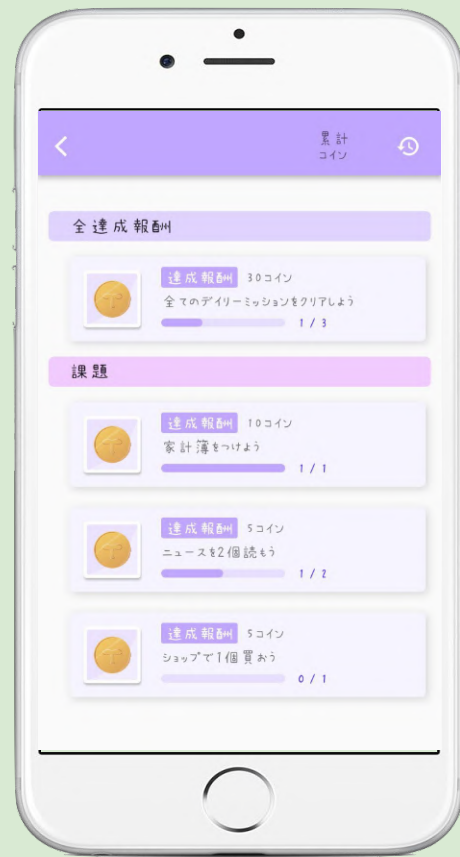 累計
コイン
全達成報酬
達成報酬 30コイン
全てのデイリーミッションをクリアしよう
1 / 3
課題
達成報酬 10コイン
家計簿をつけよう
1 / 1
達成報酬 5コイン
ニュースを2個読もう
1 / 2
達成報酬 5コイン
ショップで1個買おう
0 / 1